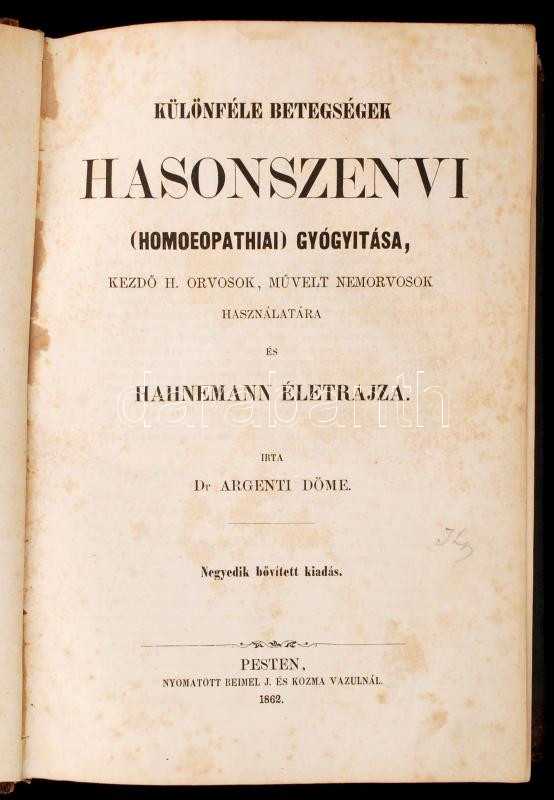 KÜLÖNFÉLE BETEGSÉGEK
HASONSZENVI
(HOMOEOPATHIAI) GYÓGYITÁSA,
KEZDŐ H. ORVOSOK, MŰVELT NEMORVOSOK
HASZNÁLATÁRA
ÉS
HAHNEMANN ÉLETRAJZA.
darabanth
IRTA
Dr ARGENTI DÖME.
Negyedik bővített kiadás.
PESTEN,
NYOMATOTT BEIMEL J. ÉS KOZMA VAZULNÁL.
1862.